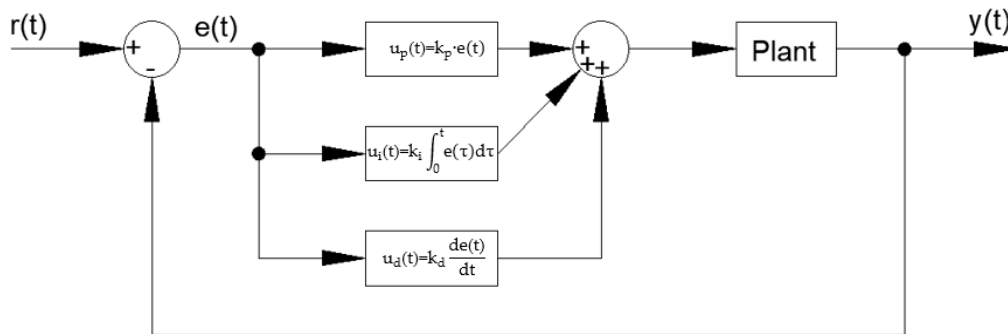 r(t)
+
-
e(t)
u_p(t)=k_p·e(t)
+
+
+
Plant
y(t)
u_i(t)=k_i∫_0^t e(τ)dτ
u_d(t)=k_d de(t)/dt